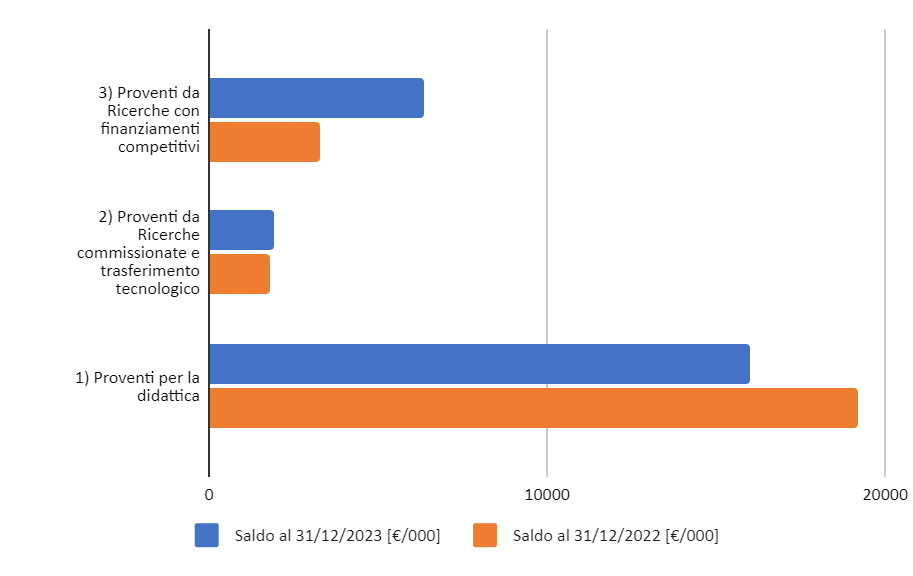 3) Proventi da
Ricerche con
finanziamenti
competitivi
2) Proventi da
Ricerche
commissionate e
trasferimento
tecnologico
1) Proventi per la
didattica
0
10000
20000
Saldo al 31/12/2023 [€/000]
Saldo al 31/12/2022 [€/000]